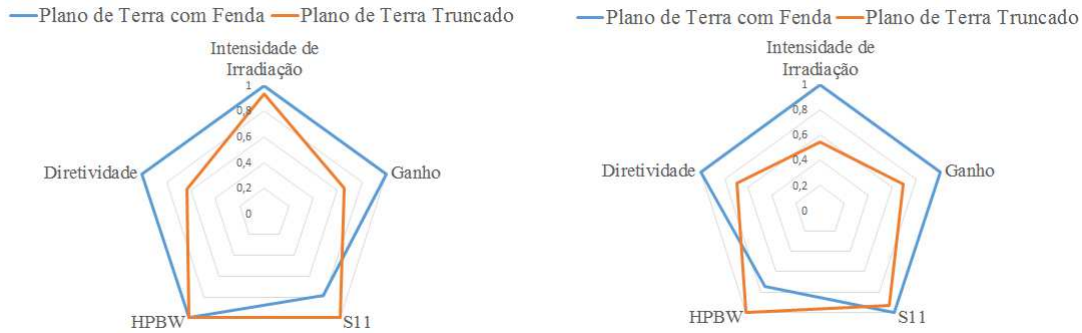 Plano de Terra com Fenda Plano de Terra Truncado
Intensidade de
Irradiação
1
0,8
0,6
0,4
0,2
0
Diretividade
Ganho
HPBW
S11
Plano de Terra com Fenda Plano de Terra Truncado
Intensidade de
Irradiação
1
0,8
0,6
0,4
0,2
0
Diretividade
Ganho
HPBW
S11